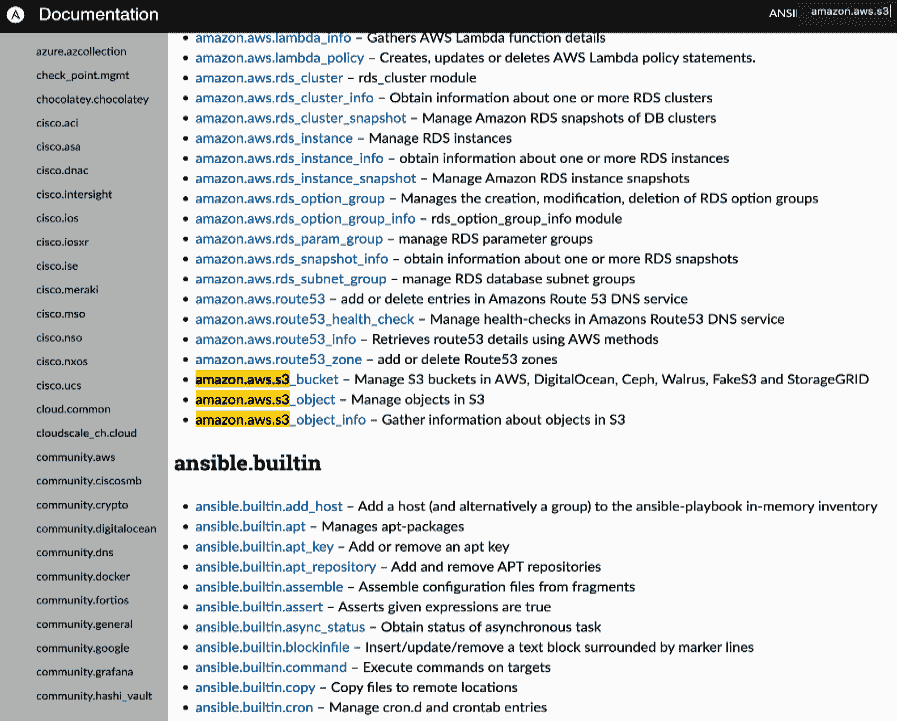 Documentation
ANSI
amazon.aws.s3
azure.azcollection
check_point.mgmt
chocolatey.chocolatey
cisco.aci
cisco.asa
cisco.dnac
cisco.intersight
cisco.ios
cisco.iosxr
cisco.ise
cisco.meraki
cisco.mso
cisco.nso
cisco.nxos
cisco.ucs
cloud.common
cloudscale_ch.cloud
community.aws
community.ciscosmb
community.crypto
community.digitalocean
community.dns
community.docker
community.fortios
community.general
community.google
community.grafana
community.hashi_vault
amazon.aws.lambda_info – Gathers AWS Lambda function details
amazon.aws.lambda_policy – Creates, updates or deletes AWS Lambda policy statements.
amazon.aws.rds_cluster – rds_cluster module
amazon.aws.rds_cluster_info – Obtain information about one or more RDS clusters
amazon.aws.rds_cluster_snapshot – Manage Amazon RDS snapshots of DB clusters
amazon.aws.rds_instance – Manage RDS instances
amazon.aws.rds_instance_info – obtain information about one or more RDS instances
amazon.aws.rds_instance_snapshot – Manage Amazon RDS instance snapshots
amazon.aws.rds_option_group – Manages the creation, modification, deletion of RDS option groups
amazon.aws.rds_option_group_info – rds_option_group_info module
amazon.aws.rds_param_group – manage RDS parameter groups
amazon.aws.rds_snapshot_info – obtain information about one or more RDS snapshots
amazon.aws.rds_subnet_group – manage RDS database subnet groups
amazon.aws.route53 – add or delete entries in Amazons Route 53 DNS service
amazon.aws.route53_health_check – Manage health-checks in Amazons Route53 DNS service
amazon.aws.route53_info – Retrieves route53 details using AWS methods
amazon.aws.route53_zone – add or delete Route53 zones
amazon.aws.s3_bucket – Manage S3 buckets in AWS, DigitalOcean, Ceph, Walrus, FakeS3 and StorageGRID
amazon.aws.s3_object – Manage objects in S3
amazon.aws.s3_object_info – Gather information about objects in S3
ansible.builtin
ansible.builtin.add_host – Add a host (and alternatively a group) to the ansible-playbook in-memory inventory
ansible.builtin.apt – Manages apt-packages
ansible.builtin.apt_key – Add or remove an apt key
ansible.builtin.apt_repository – Add and remove APT repositories
ansible.builtin.assemble – Assemble configuration files from fragments
ansible.builtin.assert – Asserts given expressions are true
ansible.builtin.async_status – Obtain status of asynchronous task
ansible.builtin.blockinfile – Insert/update/remove a text block surrounded by marker lines
ansible.builtin.command – Execute commands on targets
ansible.builtin.copy – Copy files to remote locations
ansible.builtin.cron – Manage cron.d and crontab entries